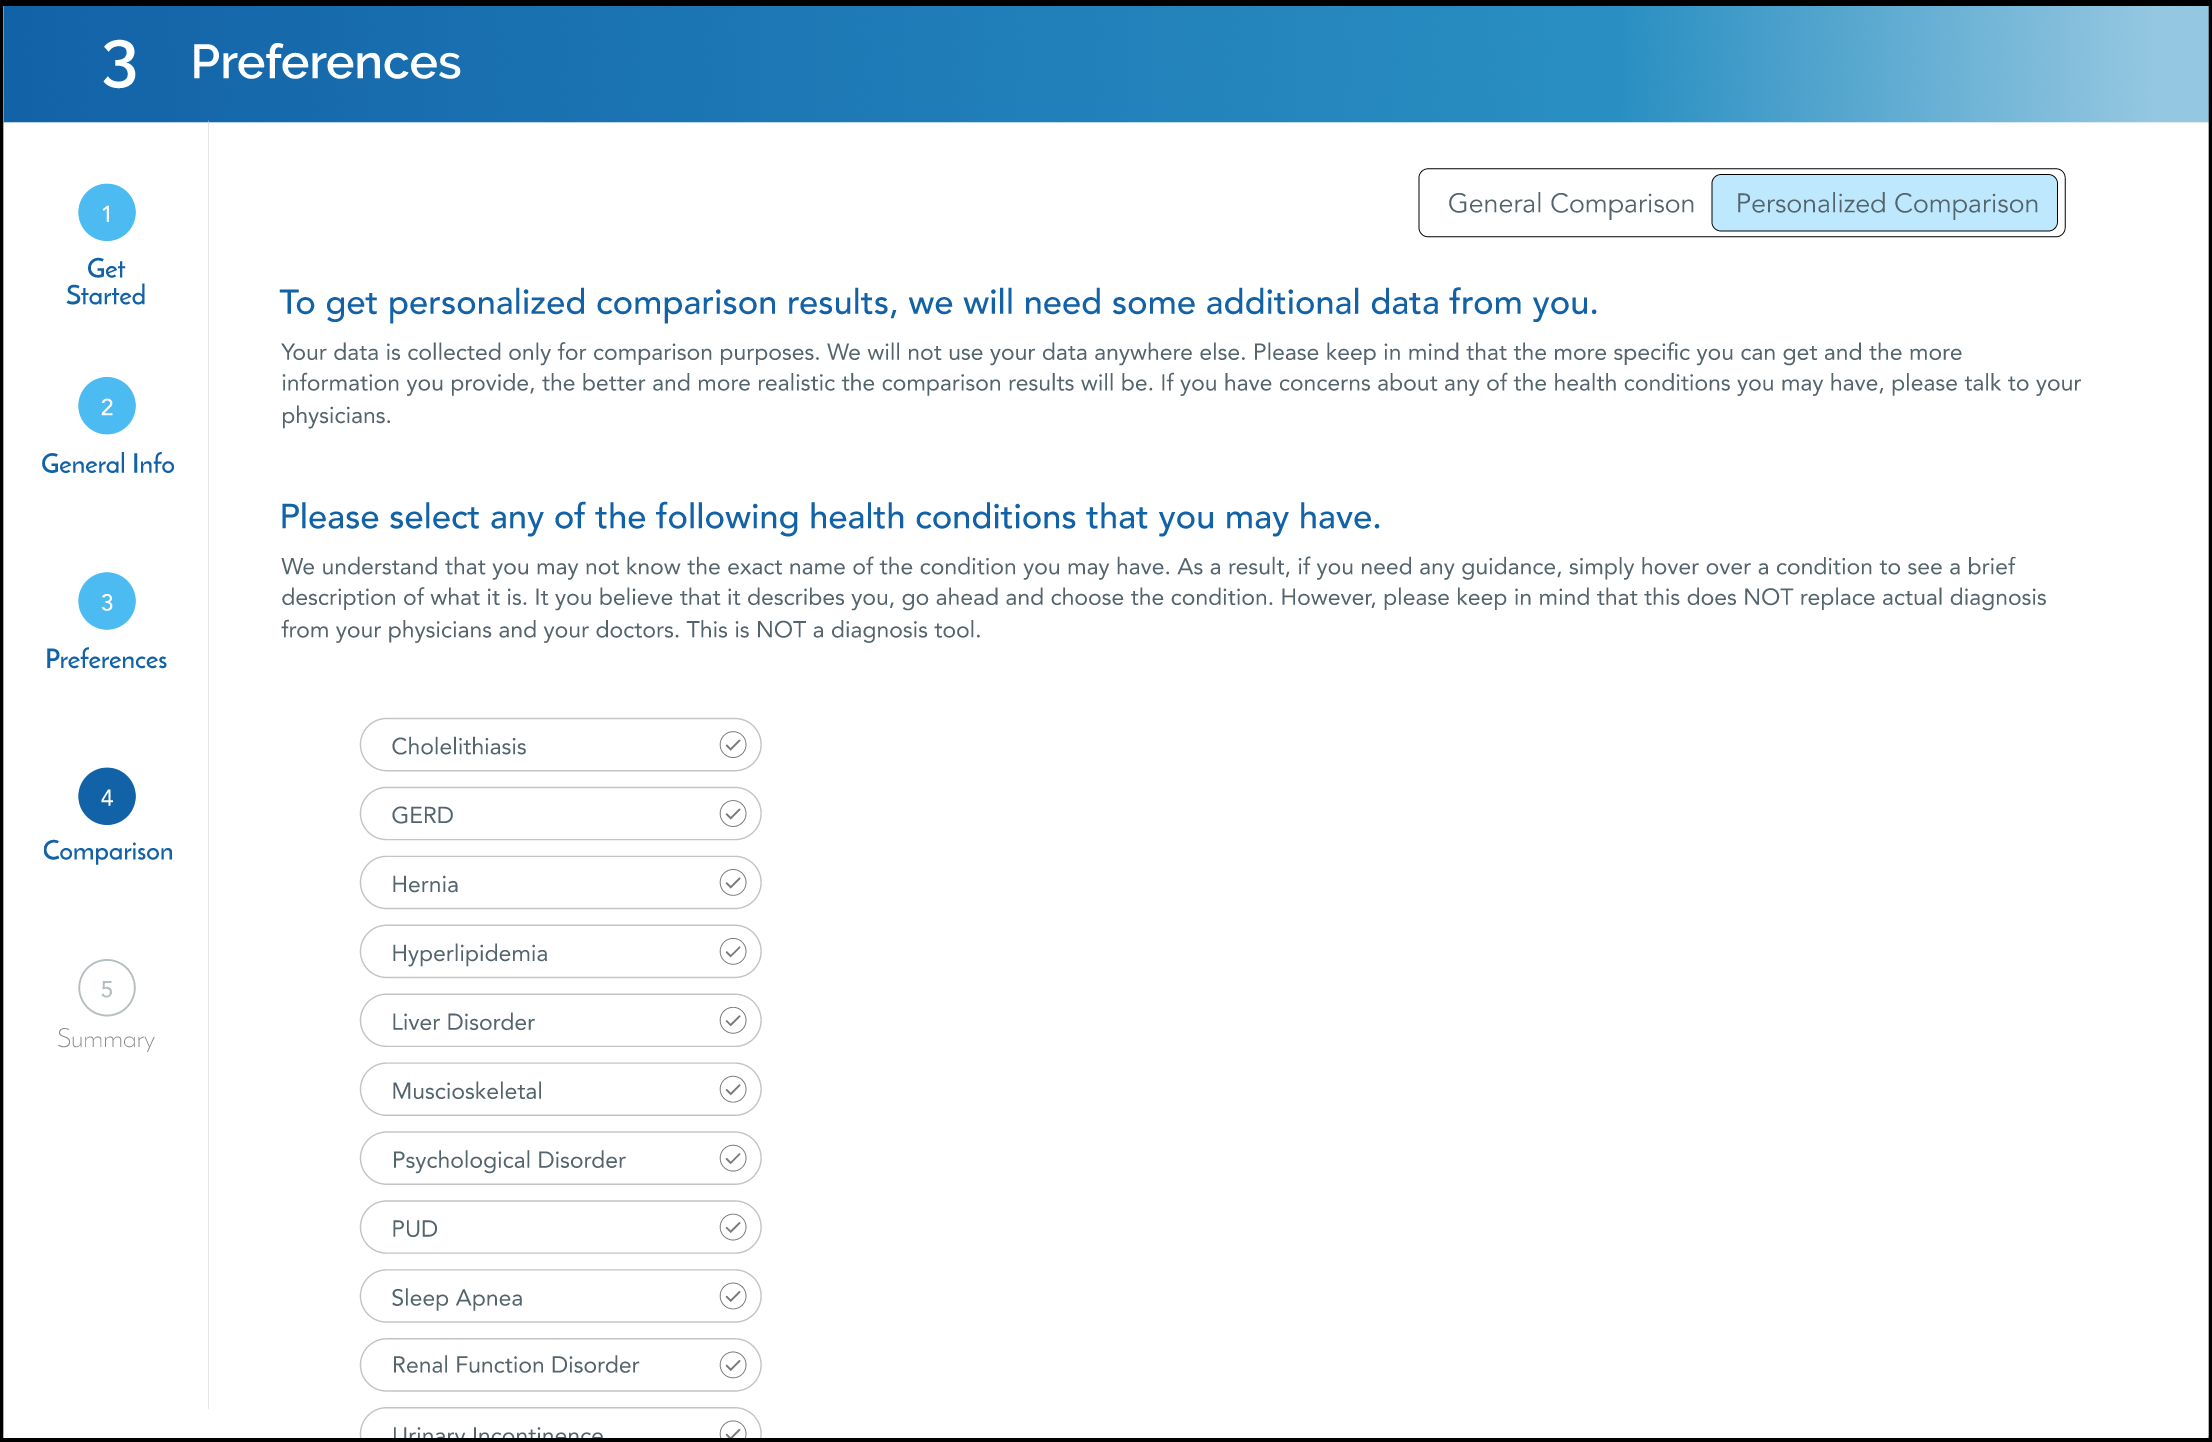 3 Preferences
General Comparison Personalized Comparison
1
Get
Started
2
General Info
3
Preferences
4
Comparison
5
Summary
To get personalized comparison results, we will need some additional data from you.
Your data is collected only for comparison purposes. We will not use your data anywhere else. Please keep in mind that the more specific you can get and the more
information you provide, the better and more realistic the comparison results will be. If you have concerns about any of the health conditions you may have, please talk to your
physicians.
Please select any of the following health conditions that you may have.
We understand that you may not know the exact name of the condition you may have. As a result, if you need any guidance, simply hover over a condition to see a brief
description of what it is. It you believe that it describes you, go ahead and choose the condition. However, please keep in mind that this does NOT replace actual diagnosis
from your physicians and your doctors. This is NOT a diagnosis tool.
Cholelithiasis
GERD
Hernia
Hyperlipidemia
Liver Disorder
Muscioskeletal
Psychological Disorder
PUD
Sleep Apnea
Renal Function Disorder
Urinary Incontinence